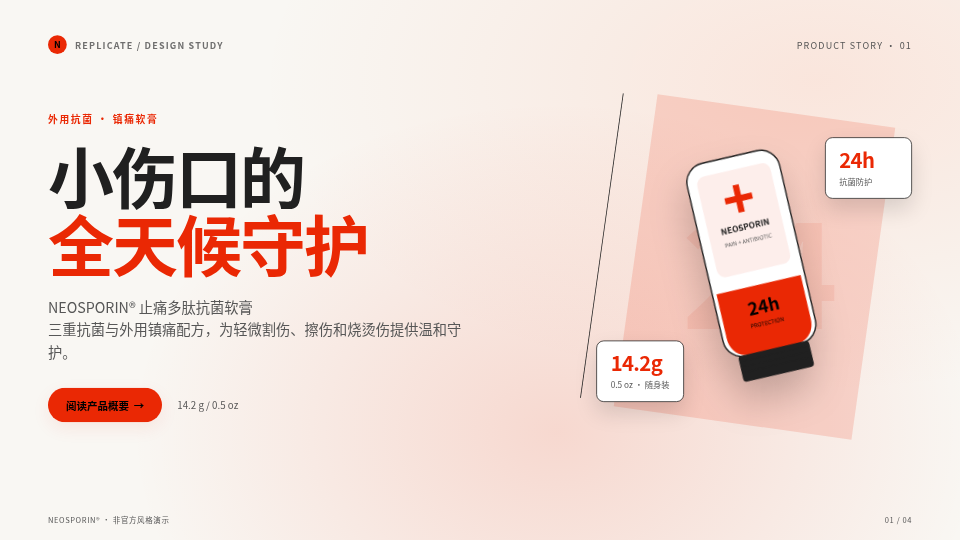 N REPLICATE / DESIGN STUDY
PRODUCT STORY · 01
外用抗菌 · 镇痛软膏
小伤口的
全天候守护
NEOSPORIN® 止痛多肽抗菌软膏
三重抗菌与外用镇痛配方，为轻微割伤、擦伤和烧烫伤提供温和守
护。
阅读产品概要 →
14.2 g / 0.5 oz
24
24h
抗菌防护
NEOSPORIN
PAIN + ANTIBIOTIC
24h
PROTECTION
14.2g
0.5 oz · 随身装
NEOSPORIN® · 非官方风格演示
01 / 04